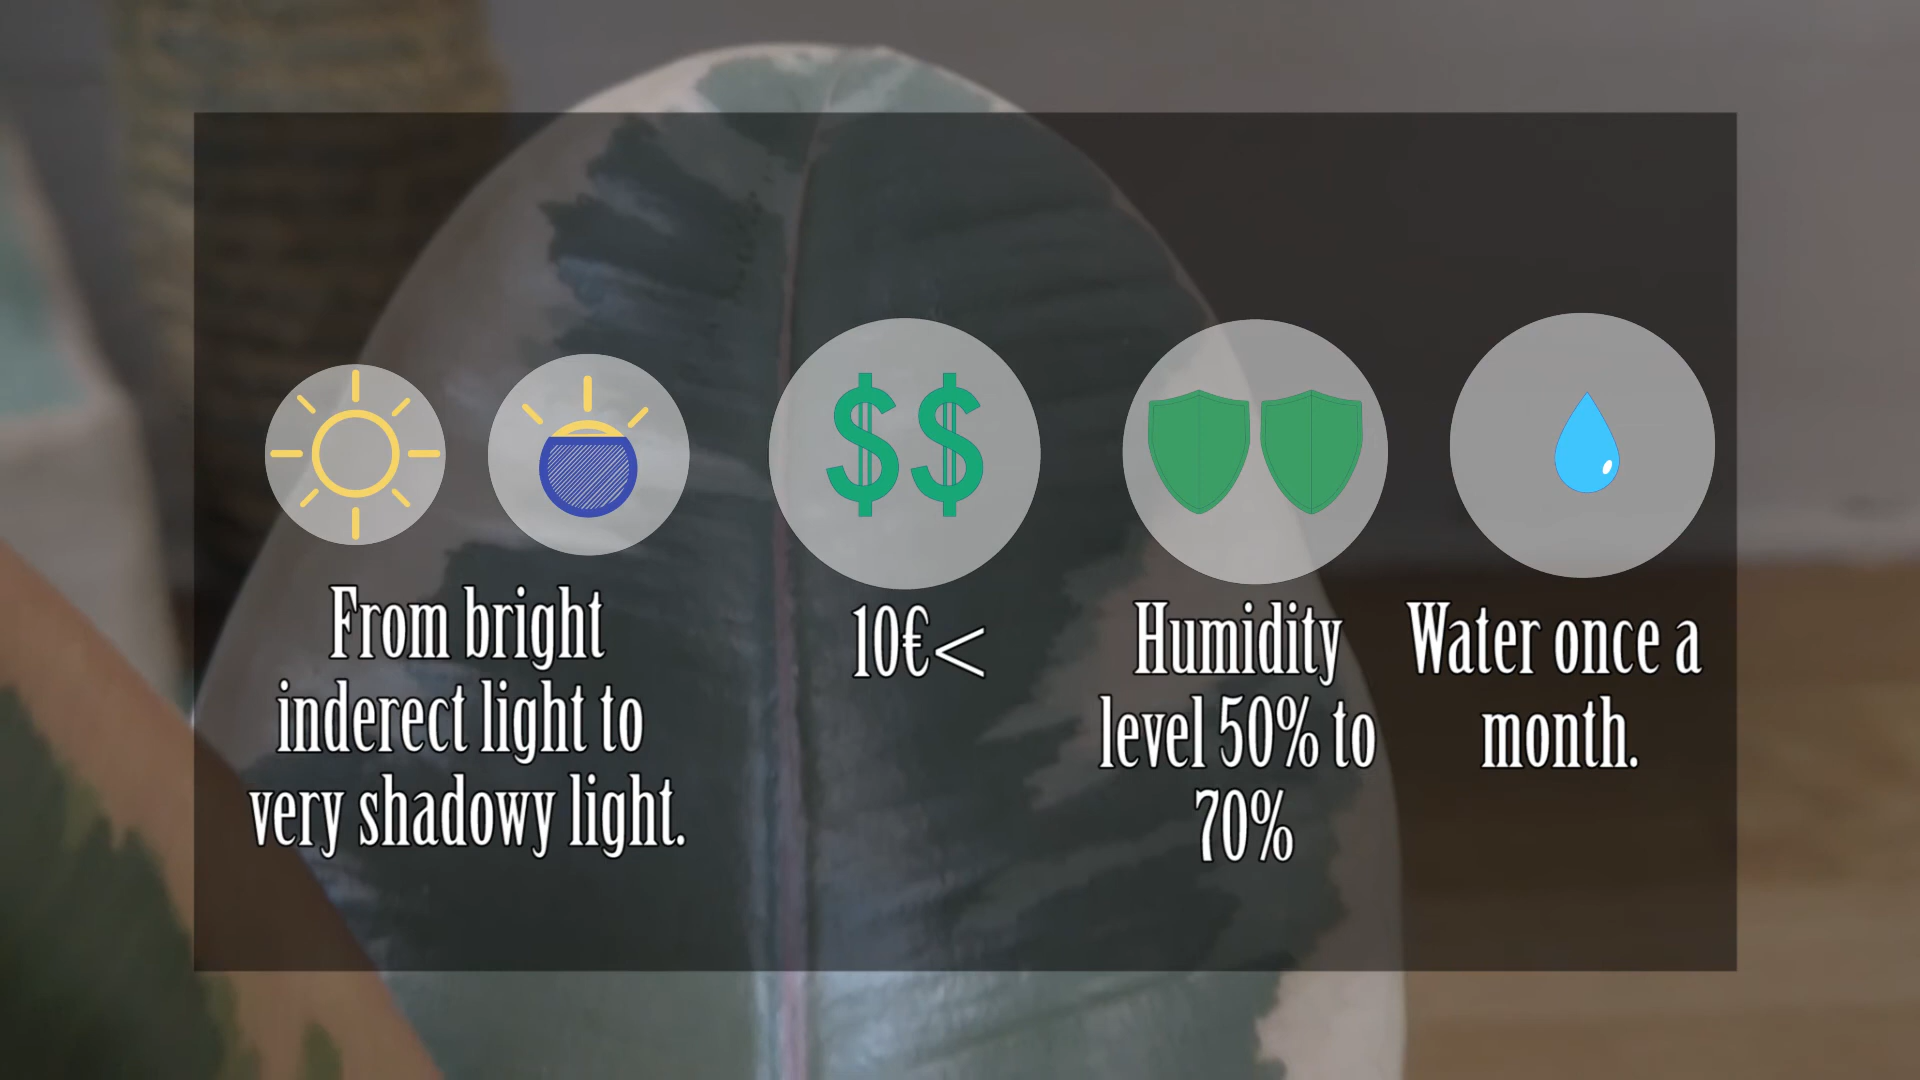 From bright
inderect light to
very shadowy light.
10€<
Humidity
level 50% to
70%
Water once a
month.